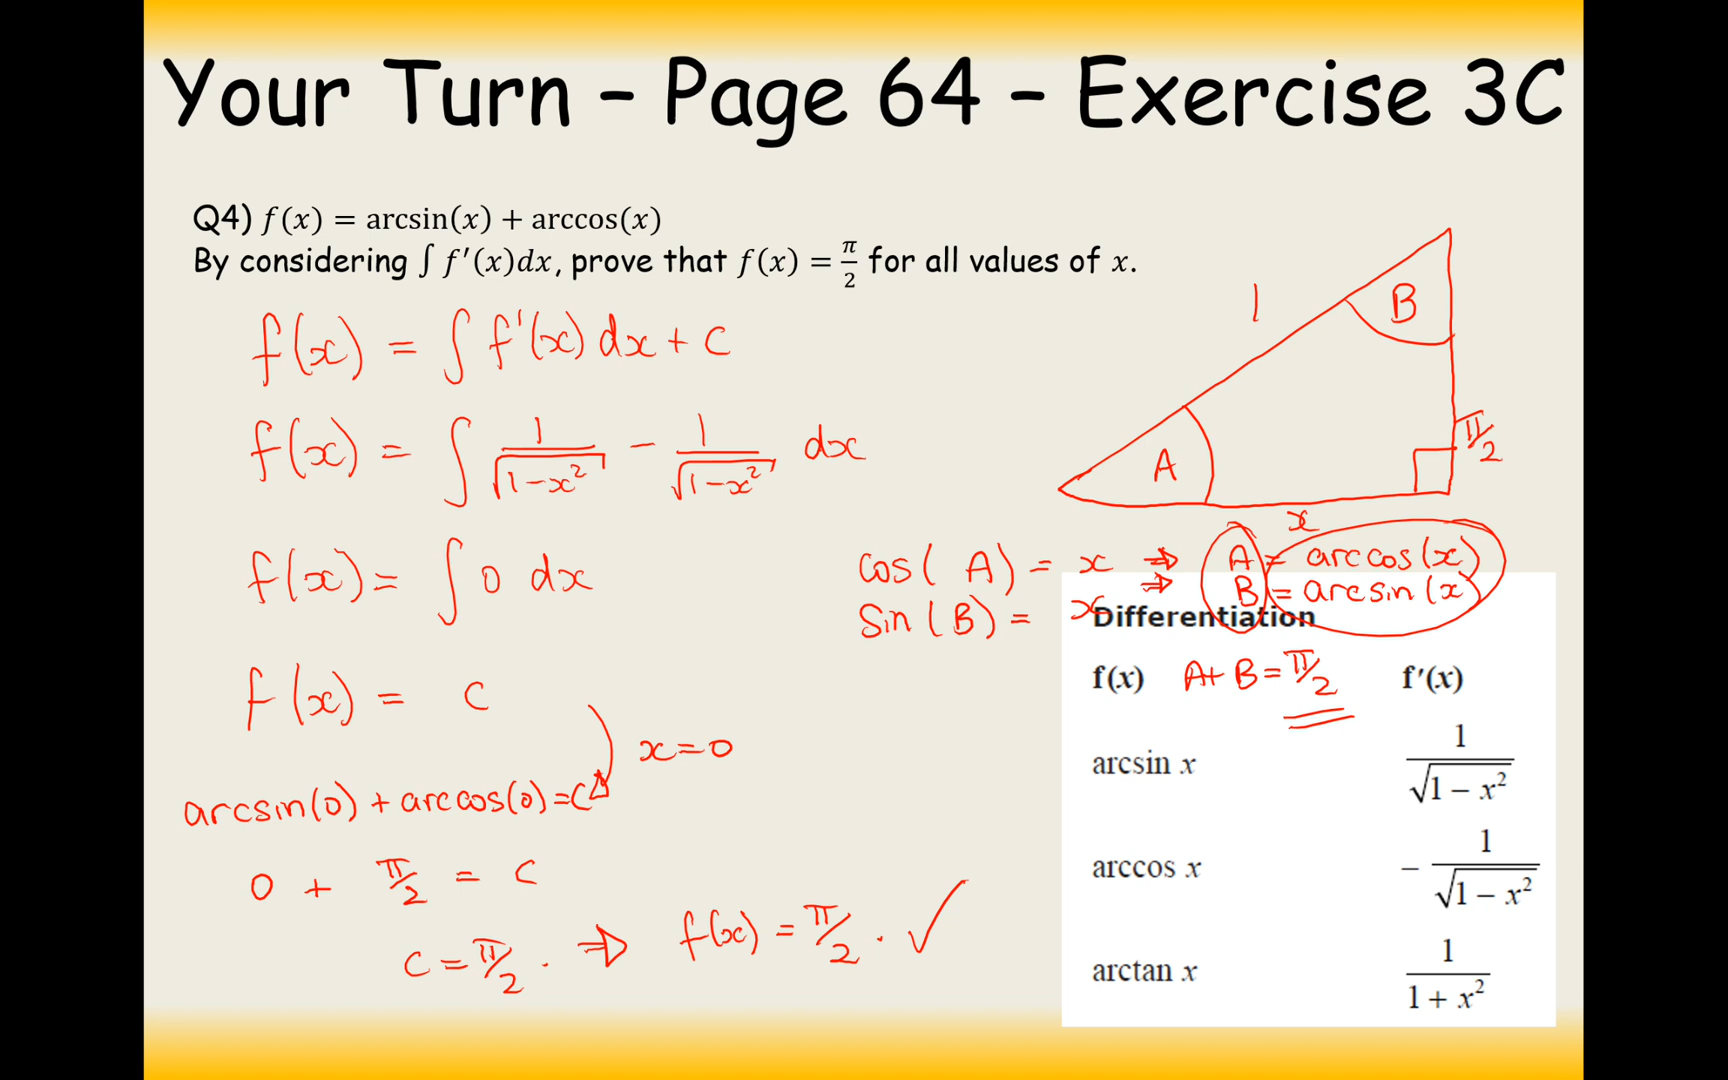 Your Turn – Page 64 – Exercise 3C
Q4) f(x) = arcsin(x) + arccos(x)
By considering ∫ f′(x)dx, prove that f(x) = π/2 for all values of x.
f(x) = ∫ f'(x) dx + c
f(x) = ∫ 1/√(1-x²) - 1/√(1-x²) dx
f(x) = ∫ 0 dx
f(x) = c
x=0
arcsin(0) + arccos(0) = c
0 + π/2 = c
c = π/2. ⇒ f(x) = π/2. ✓
1
B
A
π/2
x
cos(A) = x ⇒ A = arccos(x)
sin(B) = x ⇒ B = arcsin(x)
A+B = π/2
Differentiation
f(x) f′(x)
arcsin x 1/√(1 − x²)
arccos x − 1/√(1 − x²)
arctan x 1/(1 + x²)